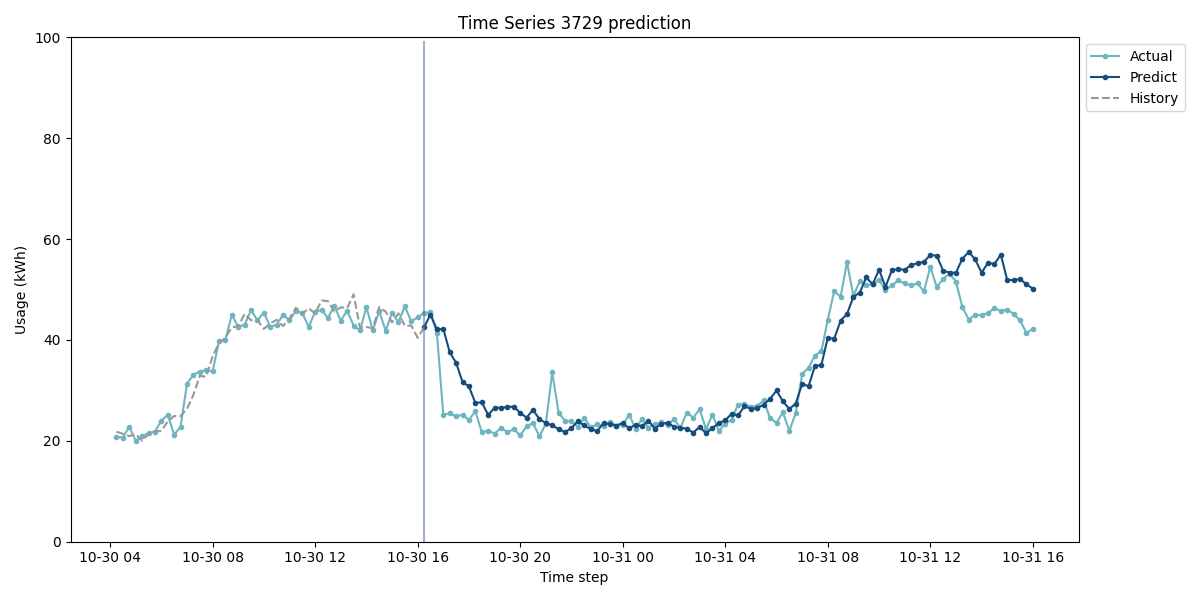 Time Series 3729 prediction
100
80
60
40
20
0
Usage (kWh)
10-30 04
10-30 08
10-30 12
10-30 16
10-30 20
10-31 00
10-31 04
10-31 08
10-31 12
10-31 16
Time step
Actual
Predict
History